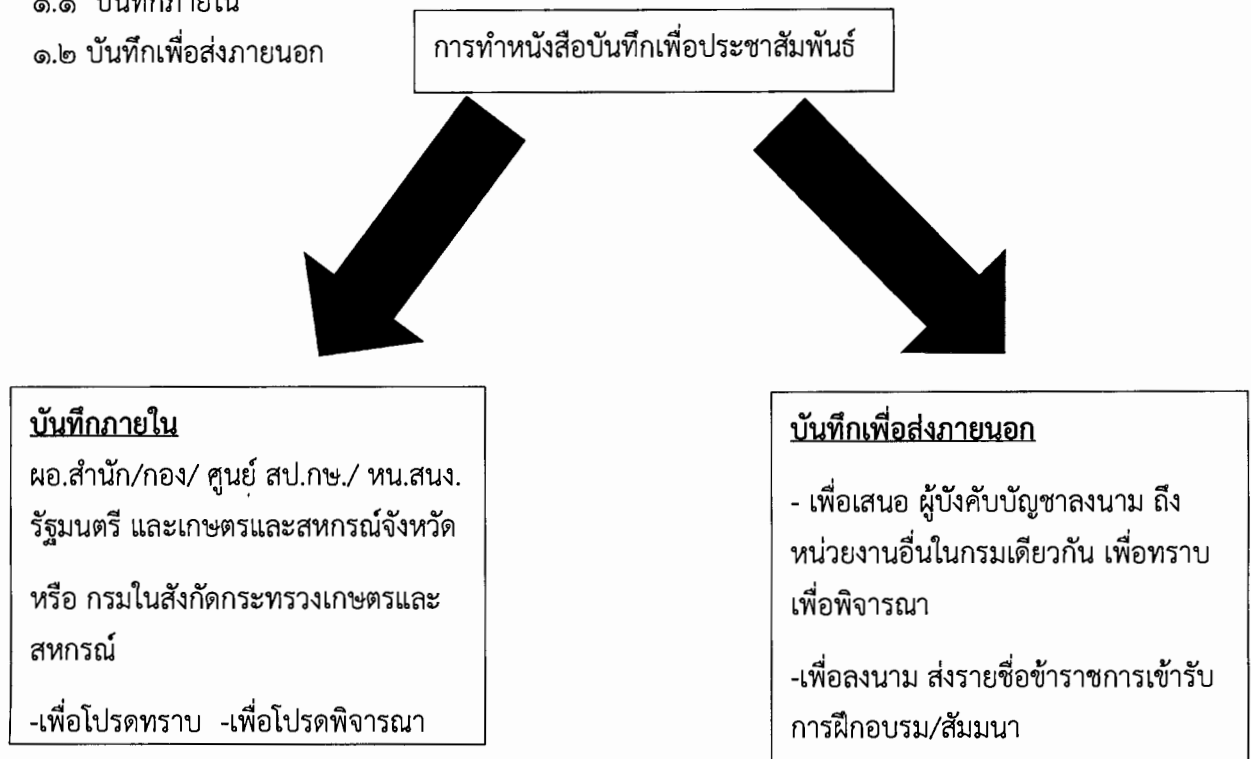 ๑.๑ บันทึกภายใน
๑.๒ บันทึกเพื่อส่งภายนอก
การทำหนังสือบันทึกเพื่อประชาสัมพันธ์
บันทึกภายใน
ผอ.สำนัก/กอง/ ศูนย์ สป.กษ./ หน.สนง.
รัฐมนตรี และเกษตรและสหกรณ์จังหวัด
หรือ กรมในสังกัดกระทรวงเกษตรและ
สหกรณ์
-เพื่อโปรดทราบ -เพื่อโปรดพิจารณา
บันทึกเพื่อส่งภายนอก
- เพื่อเสนอ ผู้บังคับบัญชาลงนาม ถึง
หน่วยงานอื่นในกรมเดียวกัน เพื่อทราบ
เพื่อพิจารณา
-เพื่อลงนาม ส่งรายชื่อข้าราชการเข้ารับ
การฝึกอบรม/สัมมนา